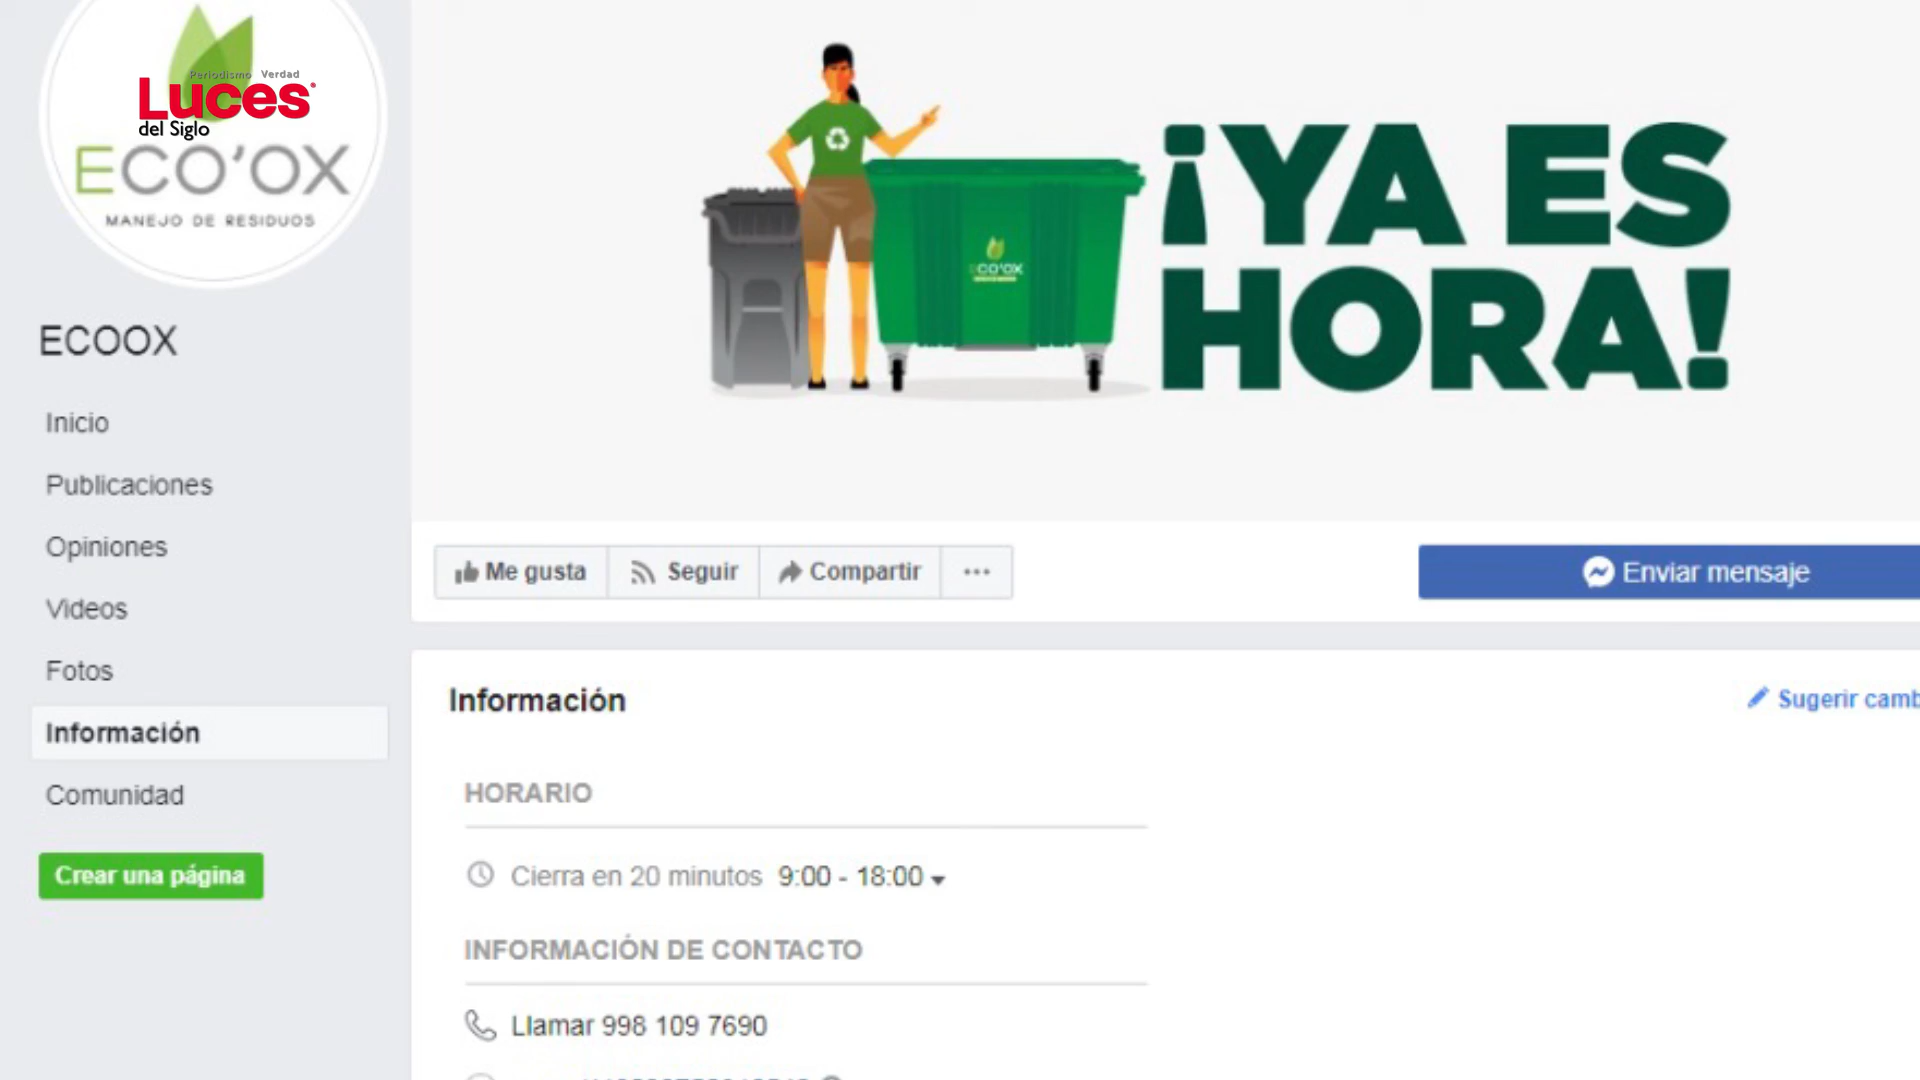 Periodismo Verdad
Luces
del Siglo
ECO'OX
MANEJO DE RESIDUOS
¡YA ES
HORA!
ECO'OX
ECOOX
Inicio
Publicaciones
Opiniones
Videos
Fotos
Información
Comunidad
Crear una página
Me gusta
Seguir
Compartir
Enviar mensaje
Información
Sugerir camb
HORARIO
Cierra en 20 minutos 9:00 - 18:00
INFORMACIÓN DE CONTACTO
Llamar 998 109 7690